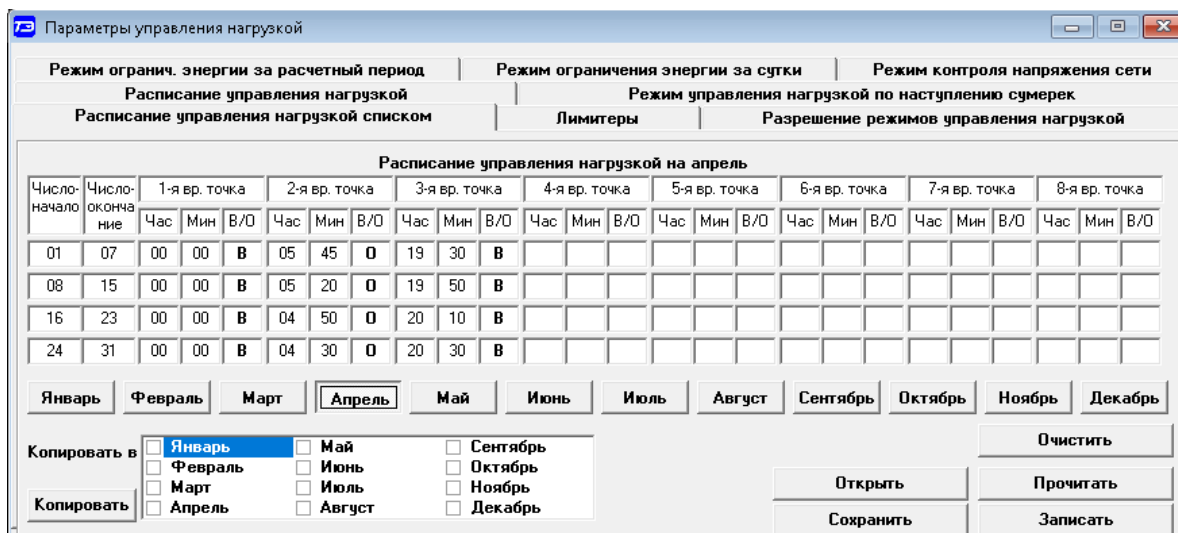 ТЭ Параметры управления нагрузкой
Режим огранич. энергии за расчетный период Режим ограничения энергии за сутки Режим контроля напряжения сети
Расписание управления нагрузкой Режим управления нагрузкой по наступлению сумерек
Расписание управления нагрузкой списком Лимитеры Разрешение режимов управления нагрузкой
Расписание управления нагрузкой на апрель
Число-начало Число-оконча ние 1-я вр. точка 2-я вр. точка 3-я вр. точка 4-я вр. точка 5-я вр. точка 6-я вр. точка 7-я вр. точка 8-я вр. точка
Час Мин В/О Час Мин В/О Час Мин В/О Час Мин В/О Час Мин В/О Час Мин В/О Час Мин В/О Час Мин В/О
01 07 00 00 В 05 45 О 19 30 В
08 15 00 00 В 05 20 О 19 50 В
16 23 00 00 В 04 50 О 20 10 В
24 31 00 00 В 04 30 О 20 30 В
Январь Февраль Март Апрель Май Июнь Июль Август Сентябрь Октябрь Ноябрь Декабрь
Копировать в
Январь Май Сентябрь
Февраль Июнь Октябрь
Март Июль Ноябрь
Апрель Август Декабрь
Копировать
Очистить
Открыть Прочитать
Сохранить Записать